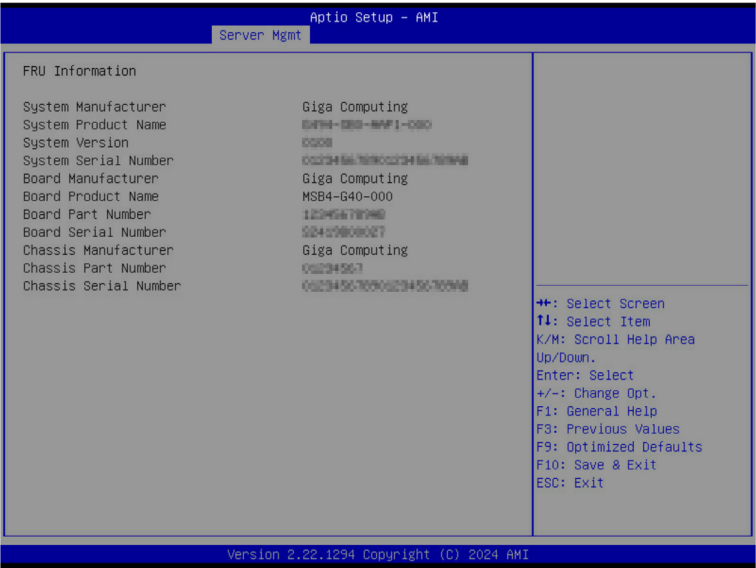 Aptio Setup – AMI
Server Mgmt
FRU Information
System Manufacturer Giga Computing
System Product Name
System Version
System Serial Number
Board Manufacturer Giga Computing
Board Product Name MSB4-G40-000
Board Part Number
Board Serial Number
Chassis Manufacturer Giga Computing
Chassis Part Number
Chassis Serial Number
→←: Select Screen
↑↓: Select Item
K/M: Scroll Help Area
Up/Down.
Enter: Select
+/-: Change Opt.
F1: General Help
F3: Previous Values
F9: Optimized Defaults
F10: Save & Exit
ESC: Exit
Version 2.22.1294 Copyright (C) 2024 AMI